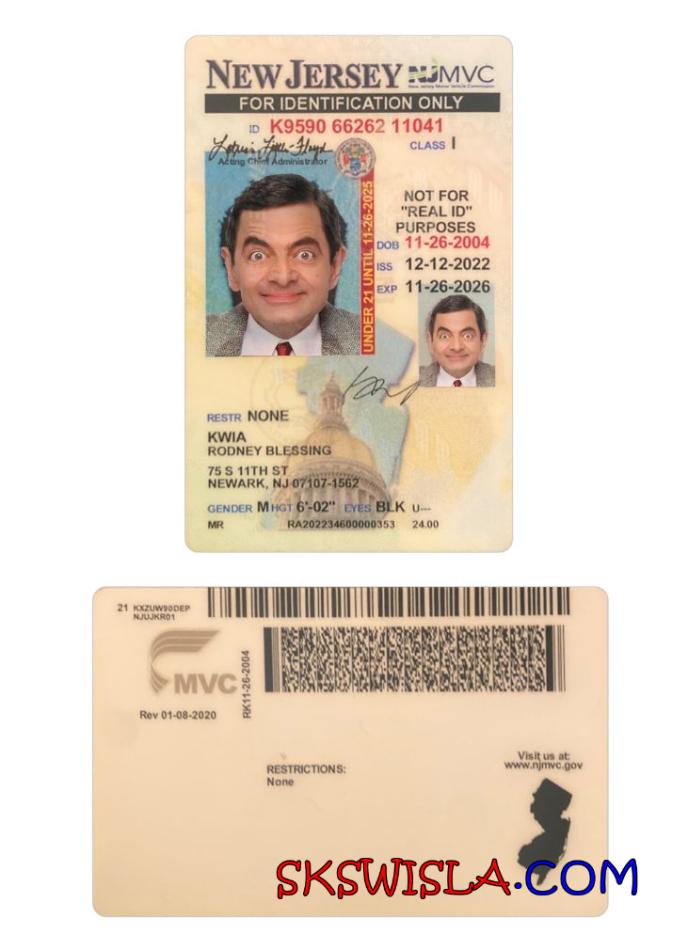 NEW JERSEY NJMVC
New Jersey Motor Vehicle Commission
FOR IDENTIFICATION ONLY
ID K9590 66262 11041
CLASS I
Acting Chief Administrator
UNDER 21 UNTIL 11-26-2025
NOT FOR
"REAL ID"
PURPOSES
DOB 11-26-2004
ISS 12-12-2022
EXP 11-26-2026
RESTR NONE
KWIA
RODNEY BLESSING
75 S 11TH ST
NEWARK, NJ 07107-1562
GENDER M HGT 6'-02" EYES BLK U---
MR RA202234600000353 24.00
21 KXZUW90DEP
NJUJKR01
MVC
Rev 01-08-2020
RK11-26-2004
RESTRICTIONS:
None
Visit us at:
www.njmvc.gov
SKSWISLA.COM